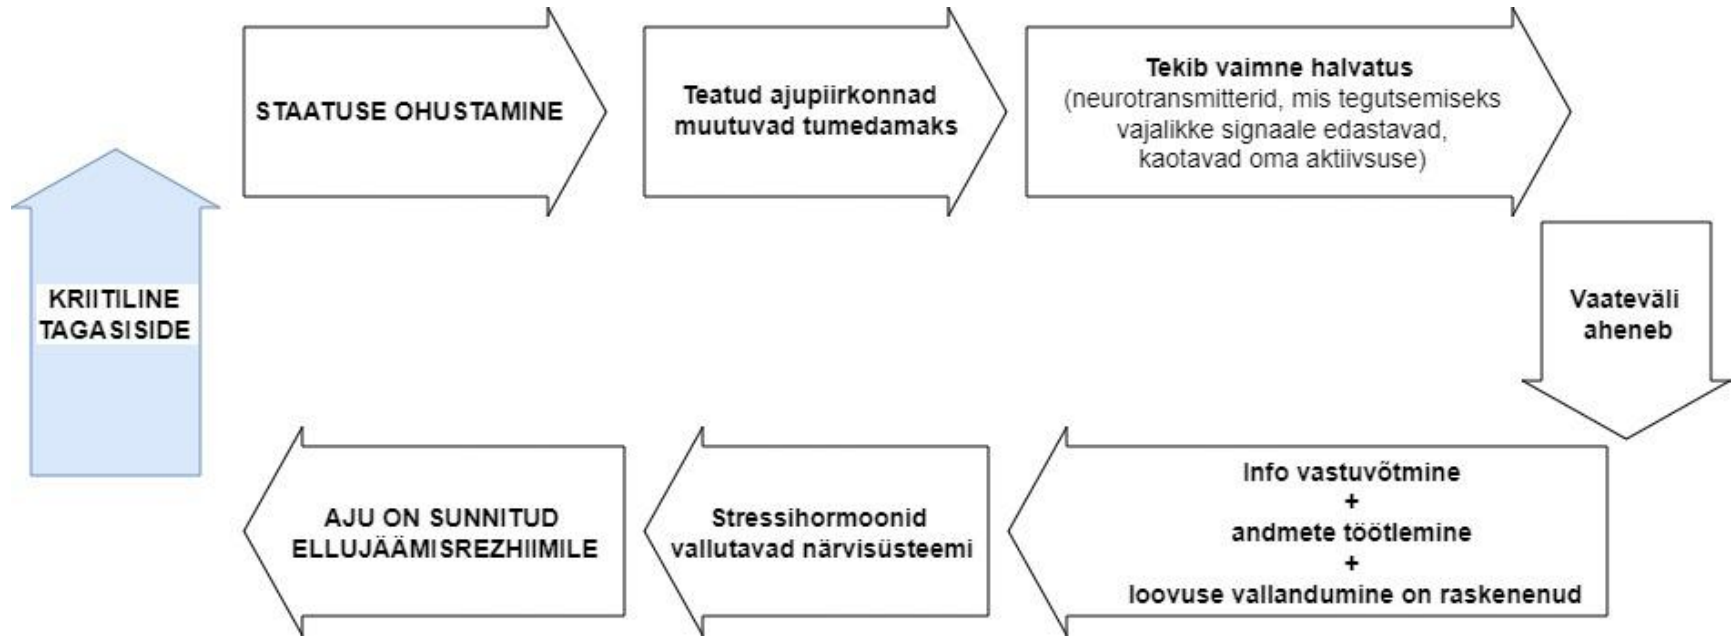 KRIITILINE
TAGASISIDE
STAATUSE OHUSTAMINE
Teatud ajupiirkonnad
muutuvad tumedamaks
Tekib vaimne halvatus
(neurotransmitterid, mis tegutsemiseks
vajalikke signaale edastavad,
kaotavad oma aktiivsuse)
Vaateväli
aheneb
Info vastuvõtmine
+
andmete töötlemine
+
loovuse vallandumine on raskenenud
Stressihormoonid
vallutavad närvisüsteemi
AJU ON SUNNITUD
ELLUJÄÄMISREZHIIMILE